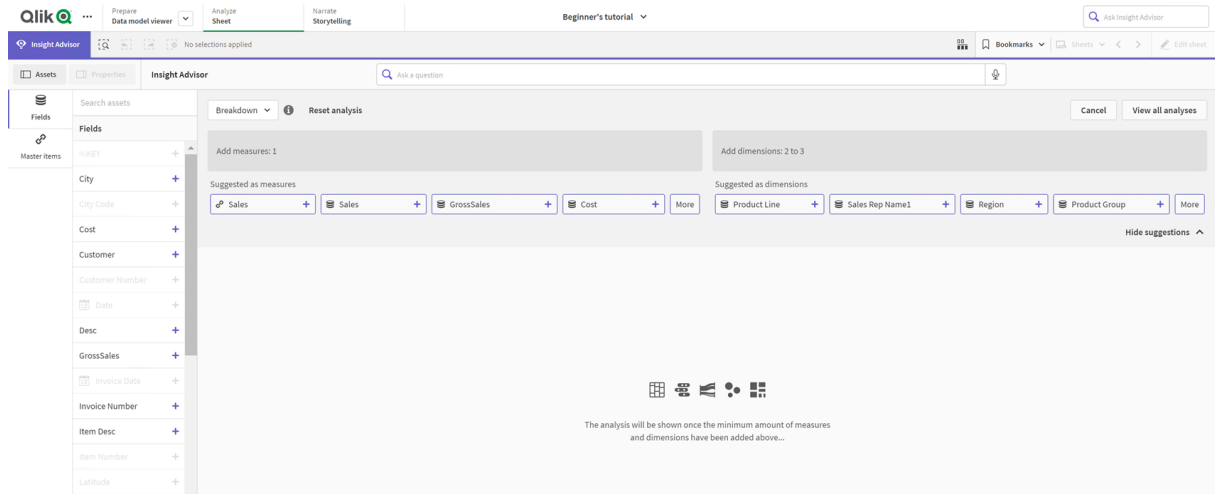 Qlik
Prepare
Data model viewer
Analyze
Sheet
Narrate
Storytelling
Beginner's tutorial
Ask Insight Advisor
Insight Advisor
No selections applied
Bookmarks
Sheets
Edit sheet
Assets
Properties
Insight Advisor
Ask a question
Fields
Master items
Search assets
Fields
%KEY
City
City Code
Cost
Customer
Customer Number
Date
Desc
GrossSales
Invoice Date
Invoice Number
Item Desc
Item Number
Latitude
Breakdown
Reset analysis
Cancel
View all analyses
Add measures: 1
Add dimensions: 2 to 3
Suggested as measures
Sales
Sales
GrossSales
Cost
More
Suggested as dimensions
Product Line
Sales Rep Name1
Region
Product Group
More
Hide suggestions
The analysis will be shown once the minimum amount of measures
and dimensions have been added above...